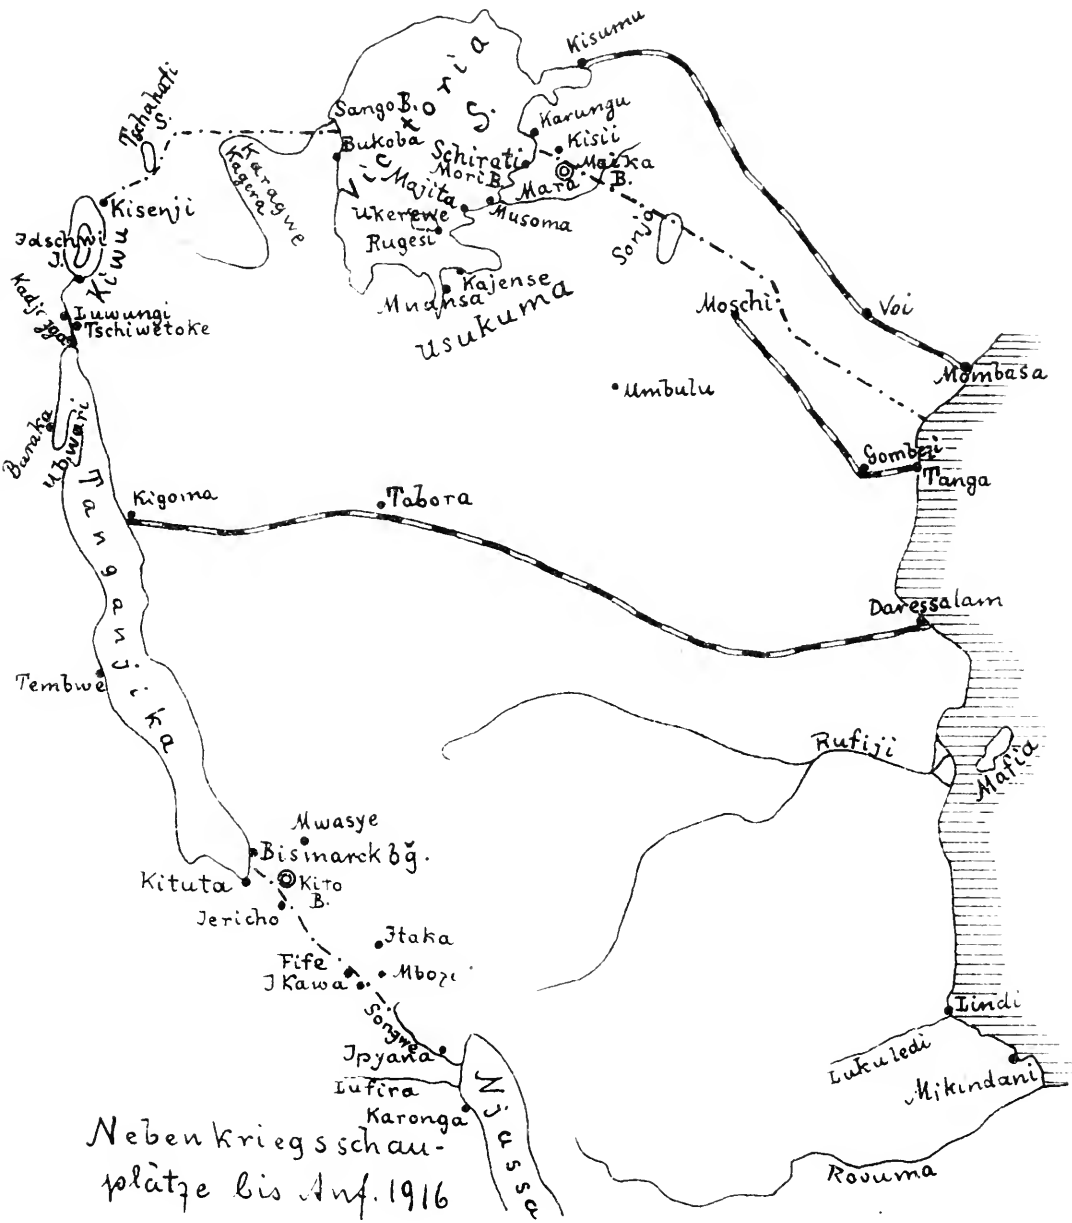 Kisumu
Victoria S.
Tschahafi S.
Sango B.
Karungu
Bukoba
Kisii
Schirati
Maika B.
Mori B.
Karagwe
Kagera
Majita
Mara
Ukerewe
Musoma
Kisenji
Rugesi
Sonjo
Idschwi J.
Kiwu
Kajense
Muansa
Usukuma
Moschi
Voi
Luwungi
Tschiwetoke
Mombasa
Umbulu
Baraka
Ubwari
Tanganjika
Gombezi
Tanga
Kigoma
Tabora
Daressalam
Tembwe
Rufiji
Mafia
Mwasye
Bismarckbg.
Kituta
Kito B.
Jericho
Itaka
Fife
Mbozi
Ikawa
Songwe
Lindi
Ipyana
Lukuledi
Lufira
Njassa
Mikindani
Karonga
Nebenkriegsschau-
plätze bis Anf. 1916
Rovuma